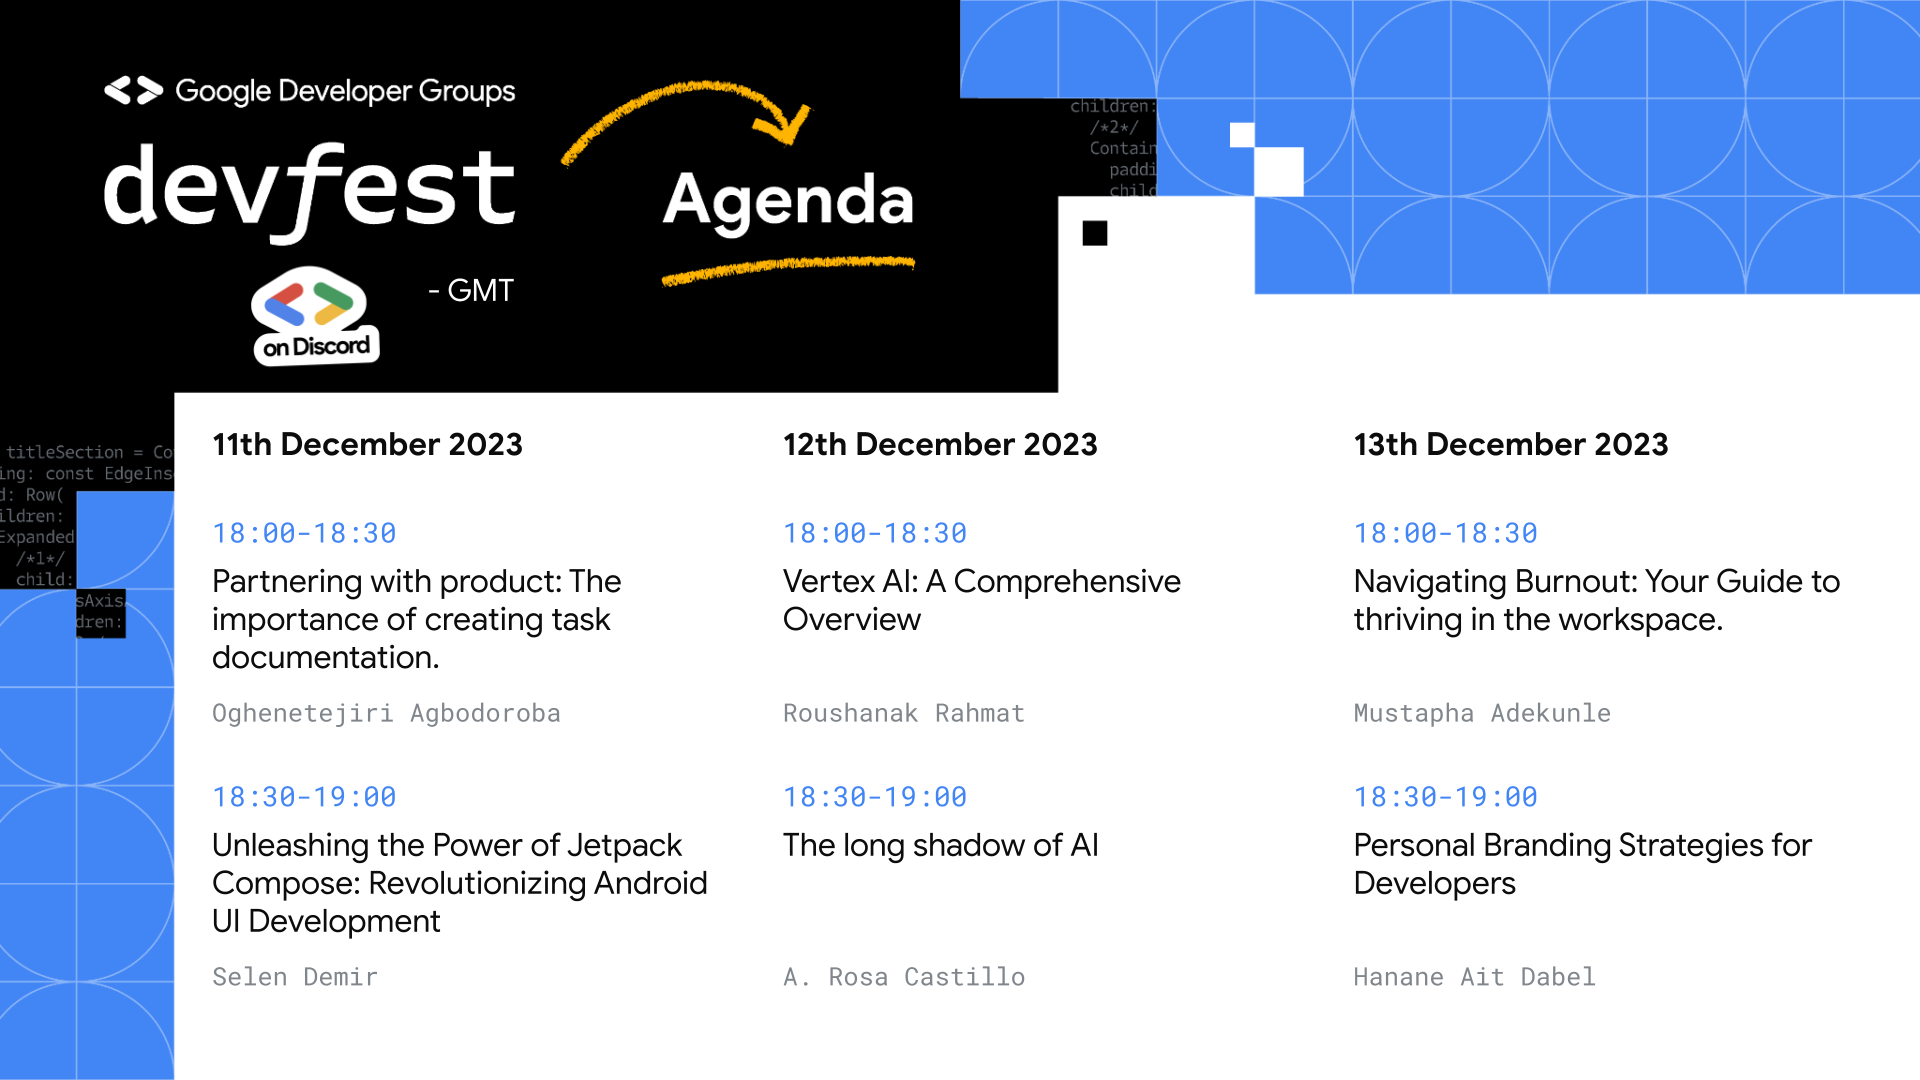 Google Developer Groups
devfest
Agenda
- GMT
on Discord
children:
/*2*/
Contain
paddi
child
titleSection = Co
ing: const EdgeIns
d: Row(
ildren:
Expanded
/*1*/
child:
sAxis
dren:
11th December 2023
18:00-18:30
Partnering with product: The
importance of creating task
documentation.
Oghenetejiri Agbodoroba
18:30-19:00
Unleashing the Power of Jetpack
Compose: Revolutionizing Android
UI Development
Selen Demir
12th December 2023
18:00-18:30
Vertex AI: A Comprehensive
Overview
Roushanak Rahmat
18:30-19:00
The long shadow of AI
A. Rosa Castillo
13th December 2023
18:00-18:30
Navigating Burnout: Your Guide to
thriving in the workspace.
Mustapha Adekunle
18:30-19:00
Personal Branding Strategies for
Developers
Hanane Ait Dabel